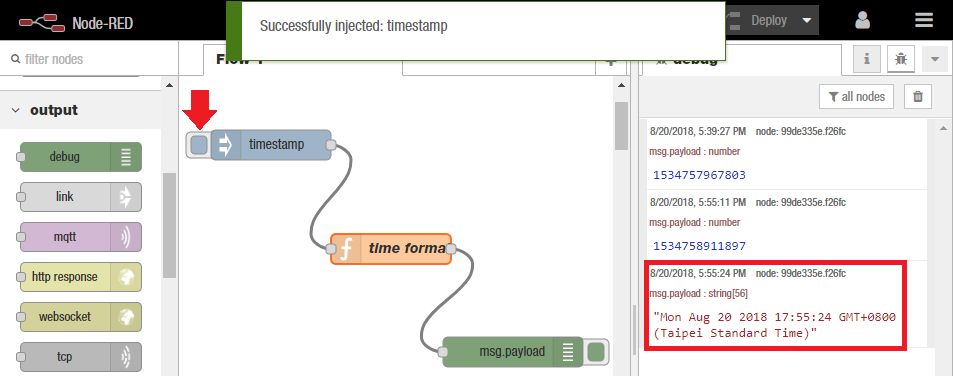 Node-RED
Successfully injected: timestamp
Deploy
filter nodes
debug
all nodes
output
debug
link
mqtt
http response
websocket
tcp
timestamp
time forma
msg.payload
8/20/2018, 5:39:27 PM node: 99de335e.f26fc
msg.payload : number
1534757967803
8/20/2018, 5:55:11 PM node: 99de335e.f26fc
msg.payload : number
1534758911897
8/20/2018, 5:55:24 PM node: 99de335e.f26fc
msg.payload : string[56]
"Mon Aug 20 2018 17:55:24 GMT+0800
(Taipei Standard Time)"